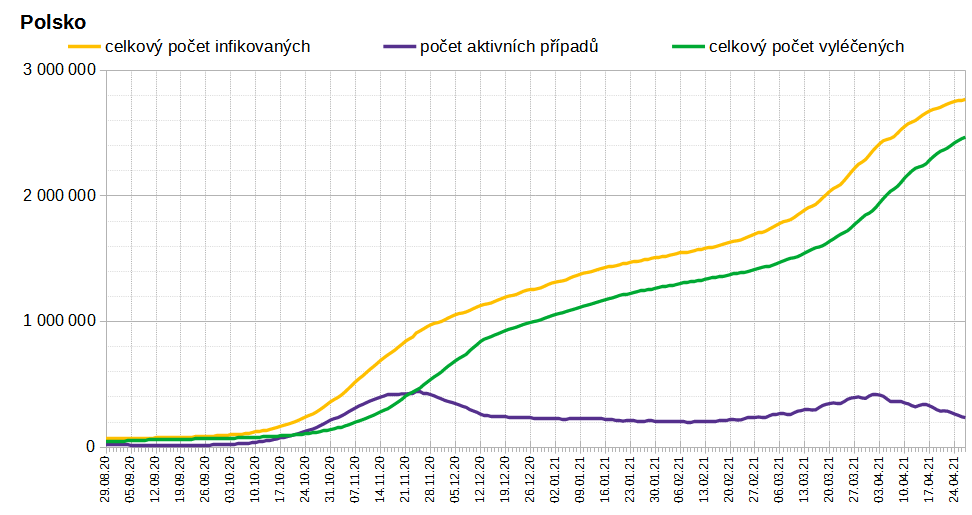 Polsko
celkový počet infikovaných počet aktivních případů celkový počet vyléčených
3 000 000
2 000 000
1 000 000
0
29.08.20 05.09.20 12.09.20 19.09.20 26.09.20 03.10.20 10.10.20 17.10.20 24.10.20 31.10.20 07.11.20 14.11.20 21.11.20 28.11.20 05.12.20 12.12.20 19.12.20 26.12.20 02.01.21 09.01.21 16.01.21 23.01.21 30.01.21 06.02.21 13.02.21 20.02.21 27.02.21 06.03.21 13.03.21 20.03.21 27.03.21 03.04.21 10.04.21 17.04.21 24.04.21